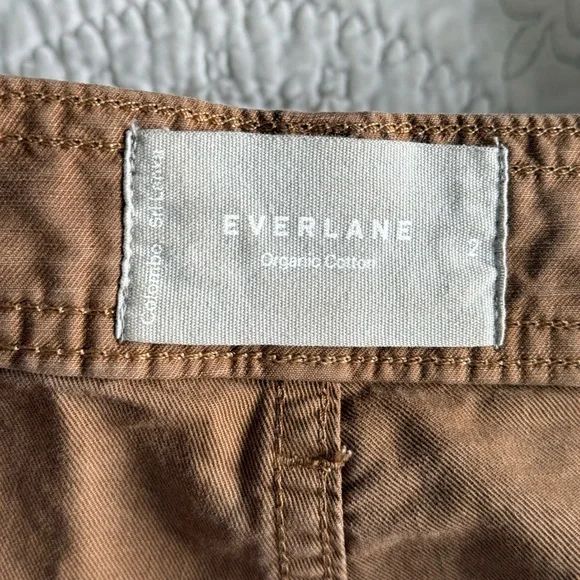 Colombo, Sri Lanka
EVERLANE
Organic Cotton
2